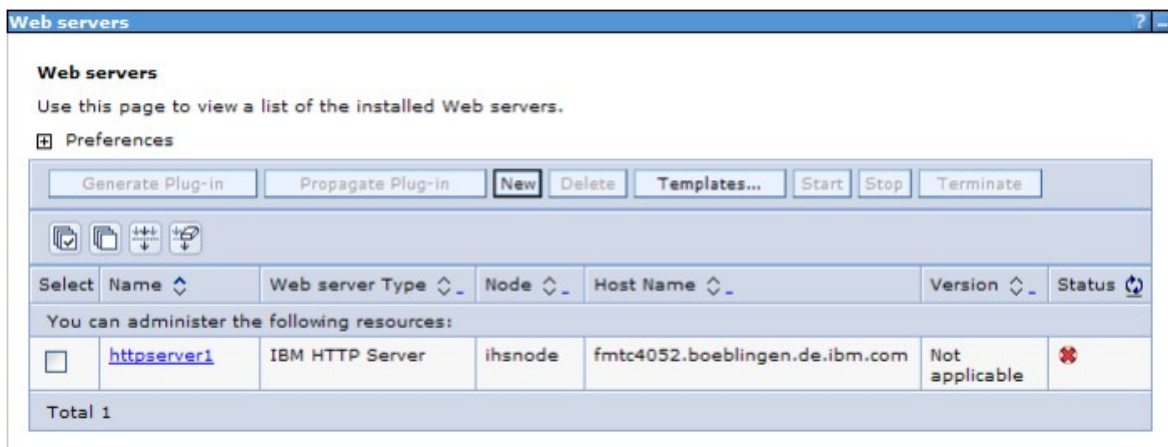 Web servers ? _
Web servers
Use this page to view a list of the installed Web servers.
+ Preferences
Generate Plug-in Propagate Plug-in New Delete Templates... Start Stop Terminate
Select Name Web server Type Node Host Name Version Status
You can administer the following resources:
httpserver1 IBM HTTP Server ihsnode fmtc4052.boeblingen.de.ibm.com Not
applicable
Total 1